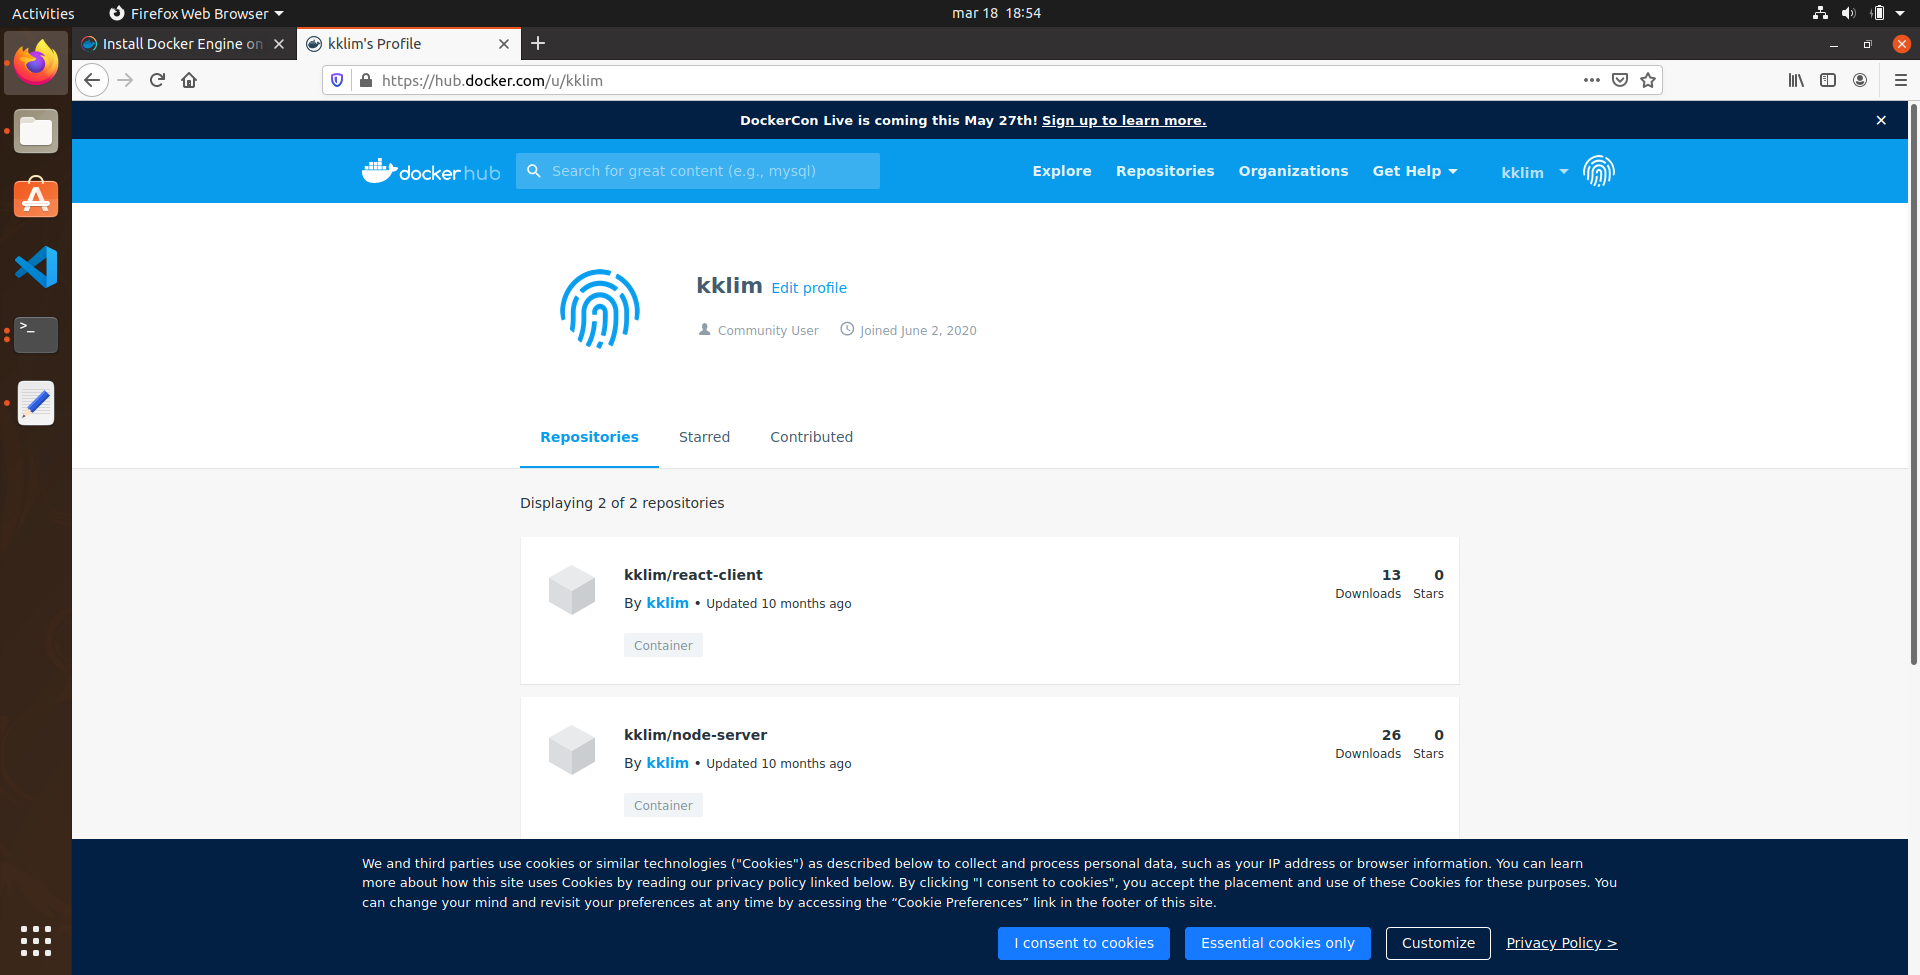 Activities
Firefox Web Browser
mar 18 18:54
Install Docker Engine on
kklim's Profile
https://hub.docker.com/u/kklim
DockerCon Live is coming this May 27th! Sign up to learn more.
docker hub
Search for great content (e.g., mysql)
Explore
Repositories
Organizations
Get Help
kklim
kklim Edit profile
Community User
Joined June 2, 2020
Repositories
Starred
Contributed
Displaying 2 of 2 repositories
kklim/react-client
By kklim • Updated 10 months ago
Container
13 0
Downloads Stars
kklim/node-server
By kklim • Updated 10 months ago
Container
26 0
Downloads Stars
We and third parties use cookies or similar technologies ("Cookies") as described below to collect and process personal data, such as your IP address or browser information. You can learn
more about how this site uses Cookies by reading our privacy policy linked below. By clicking "I consent to cookies", you accept the placement and use of these Cookies for these purposes. You
can change your mind and revisit your preferences at any time by accessing the “Cookie Preferences” link in the footer of this site.
I consent to cookies
Essential cookies only
Customize
Privacy Policy >